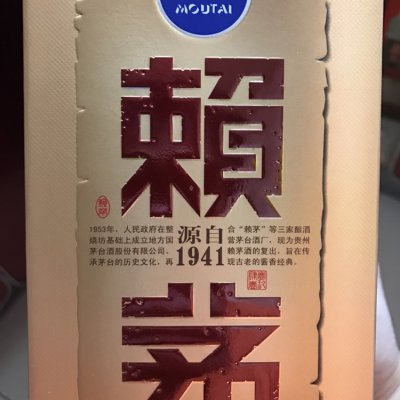 MOUTAI
賴
1953年，人民政府在整
烧坊基础上成立地方国
茅台酒股份有限公司。
承茅台的历史文化，再
源自
1941
合“赖茅”等三家酿酒
营茅台酒厂，现为贵州
赖茅酒的复出，旨在传
现古老的酱香经典。
茅